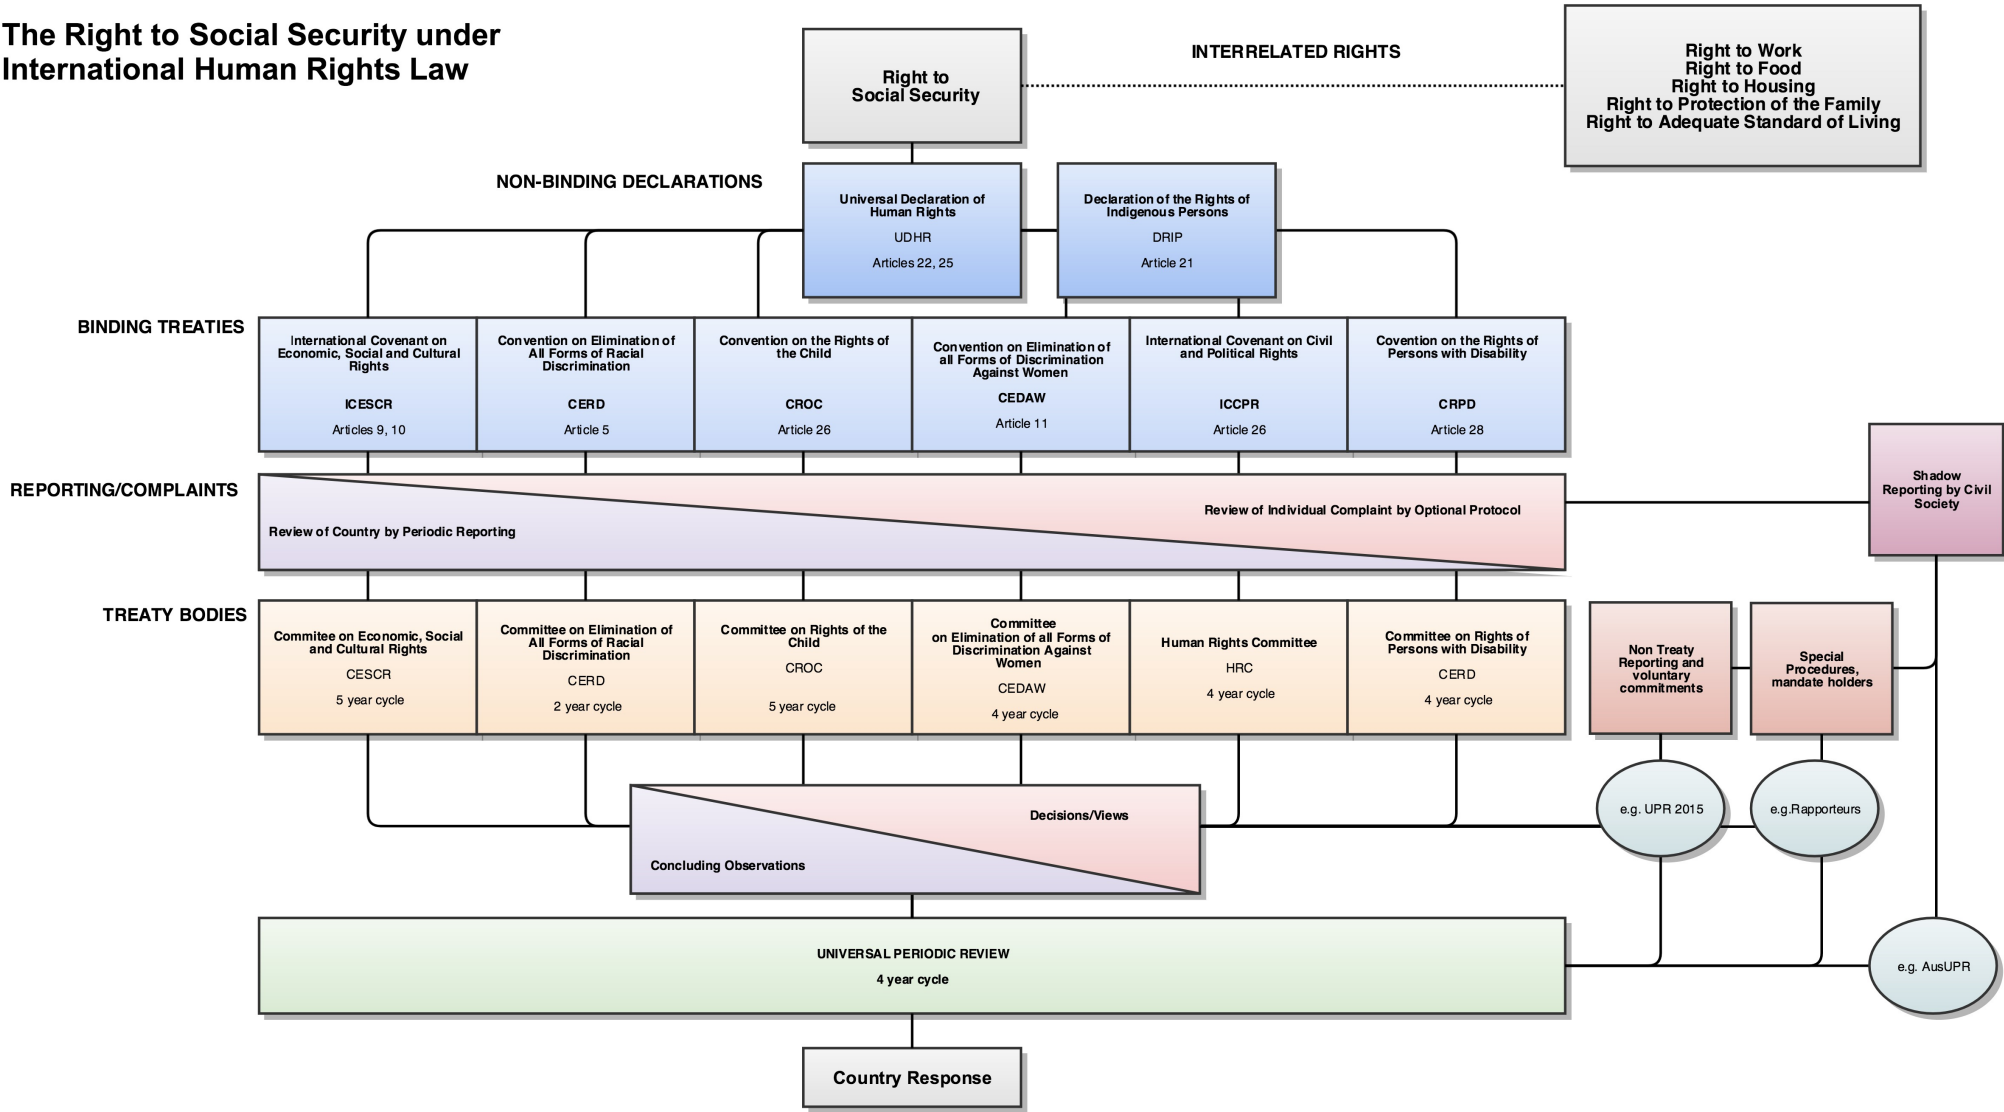 The Right to Social Security under
International Human Rights Law
Right to
Social Security
INTERRELATED RIGHTS
Right to Work
Right to Food
Right to Housing
Right to Protection of the Family
Right to Adequate Standard of Living
NON-BINDING DECLARATIONS
Universal Declaration of
Human Rights
UDHR
Articles 22, 25
Declaration of the Rights of
Indigenous Persons
DRIP
Article 21
BINDING TREATIES
International Covenant on
Economic, Social and Cultural
Rights
ICESCR
Articles 9, 10
Convention on Elimination of
All Forms of Racial
Discrimination
CERD
Article 5
Convention on the Rights of
the Child
CROC
Article 26
Convention on Elimination of
all Forms of Discrimination
Against Women
CEDAW
Article 11
International Covenant on Civil
and Political Rights
ICCPR
Article 26
Covention on the Rights of
Persons with Disability
CRPD
Article 28
REPORTING/COMPLAINTS
Review of Country by Periodic Reporting
Review of Individual Complaint by Optional Protocol
Shadow
Reporting by Civil
Society
TREATY BODIES
Commitee on Economic, Social
and Cultural Rights
CESCR
5 year cycle
Committee on Elimination of
All Forms of Racial
Discrimination
CERD
2 year cycle
Committee on Rights of the
Child
CROC
5 year cycle
Committee
on Elimination of all Forms of
Discrimination Against
Women
CEDAW
4 year cycle
Human Rights Committee
HRC
4 year cycle
Committee on Rights of
Persons with Disability
CERD
4 year cycle
Non Treaty
Reporting and
voluntary
commitments
Special
Procedures,
mandate holders
e.g. UPR 2015
e.g.Rapporteurs
Decisions/Views
Concluding Observations
UNIVERSAL PERIODIC REVIEW
4 year cycle
e.g. AusUPR
Country Response